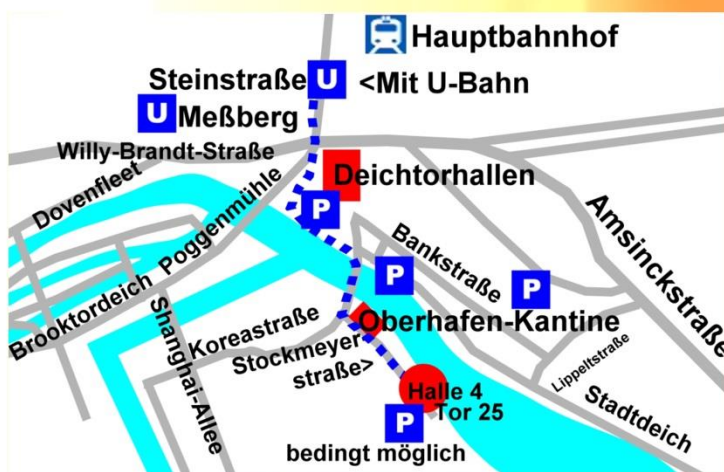 Hauptbahnhof
Steinstraße
U
<Mit U-Bahn
U
Meßberg
Willy-Brandt-Straße
Dovenfleet
Deichtorhallen
Poggenmühle
P
Bankstraße
Amsinckstraße
Brooktordeich
P
P
Shanghai-Allee
Koreastraße
Oberhafen-Kantine
Stockmeyer
straße>
Lippeltstraße
Halle 4
Tor 25
Stadtdeich
P
bedingt möglich